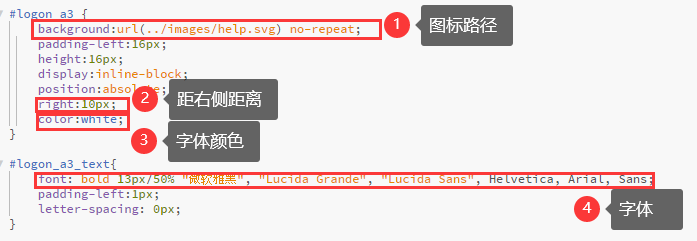 #logon_a3 {
background:url(../images/help.svg) no-repeat;
1 图标路径
padding-left:16px;
height:16px;
display:inline-block;
position:absolute;
right:10px;
2 距右侧距离
color:white;
3 字体颜色
}
#logon_a3_text{
font: bold 13px/50% "微软雅黑", "Lucida Grande", "Lucida Sans", Helvetica, Arial, Sans;
padding-left:1px;
letter-spacing: 0px;
4 字体
}